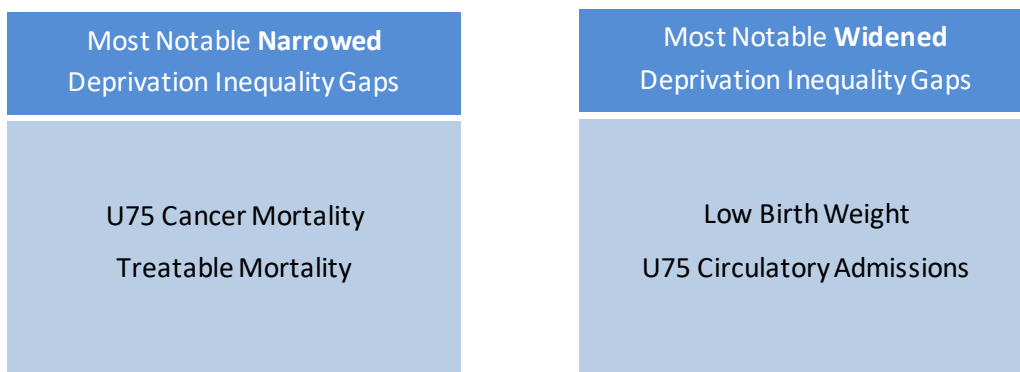 Most Notable Narrowed
Deprivation Inequality Gaps
U75 Cancer Mortality
Treatable Mortality
Most Notable Widened
Deprivation Inequality Gaps
Low Birth Weight
U75 Circulatory Admissions